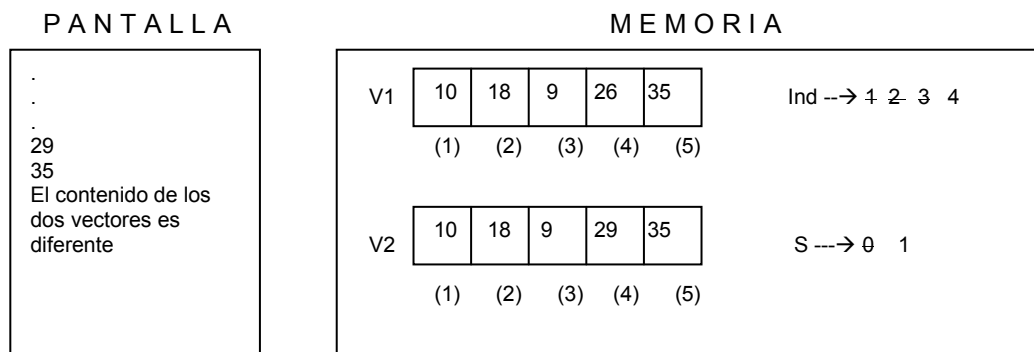 P A N T A L L A
M E M O R I A
.
.
.
29
35
El contenido de los
dos vectores es
diferente
V1 10 18 9 26 35 Ind --→ 1 2 3 4
(1) (2) (3) (4) (5)
V2 10 18 9 29 35 S ---→ 0 1
(1) (2) (3) (4) (5)